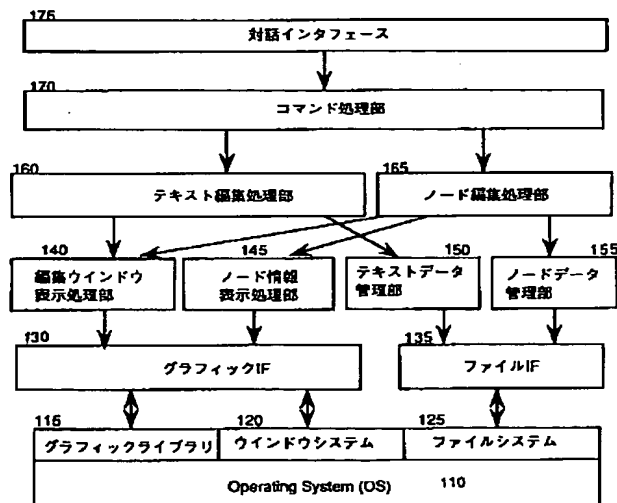 175
対話インタフェース
170
コマンド処理部
160
テキスト編集処理部
165
ノード編集処理部
140
編集ウインドウ
表示処理部
145
ノード情報
表示処理部
150
テキストデータ
管理部
155
ノードデータ
管理部
130
グラフィックIF
135
ファイルIF
115
グラフィックライブラリ
120
ウインドウシステム
125
ファイルシステム
Operating System (OS)
110